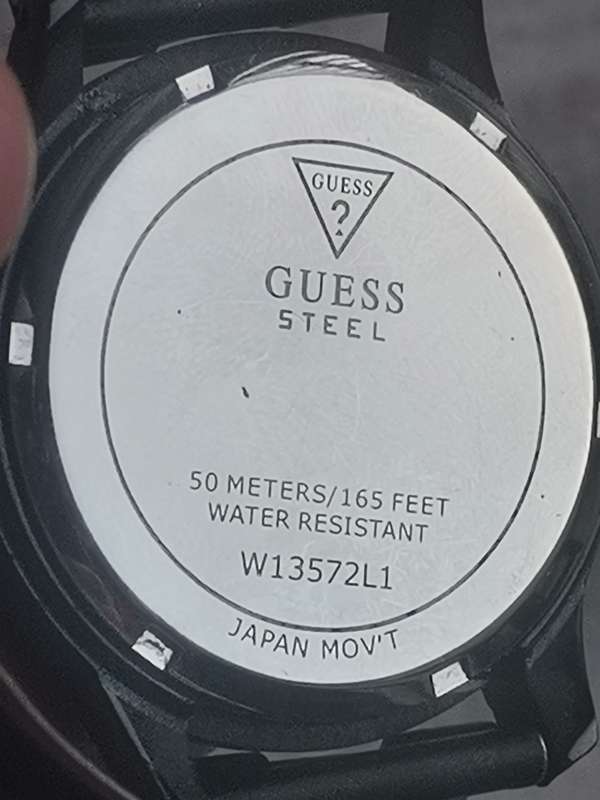 GUESS
?
GUESS
STEEL
50 METERS/165 FEET
WATER RESISTANT
W13572L1
JAPAN MOV'T